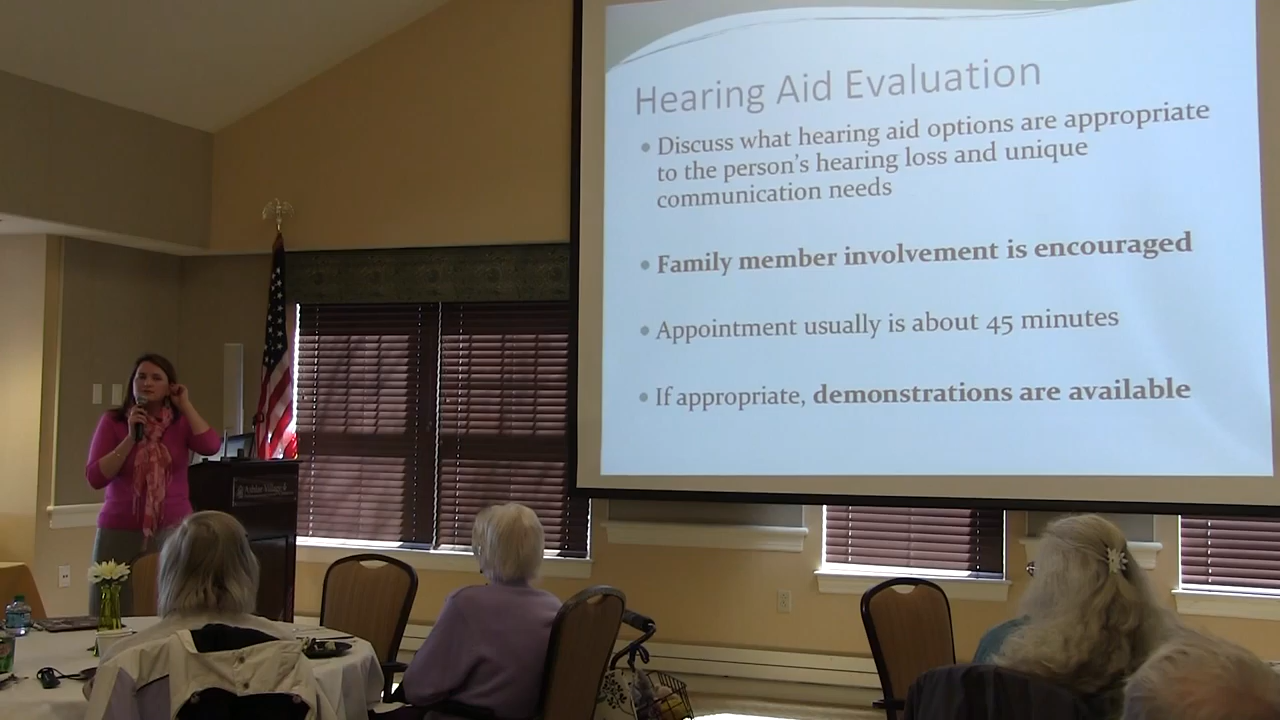 Hearing Aid Evaluation
• Discuss what hearing aid options are appropriate
to the person's hearing loss and unique
communication needs
• Family member involvement is encouraged
• Appointment usually is about 45 minutes
• If appropriate, demonstrations are available